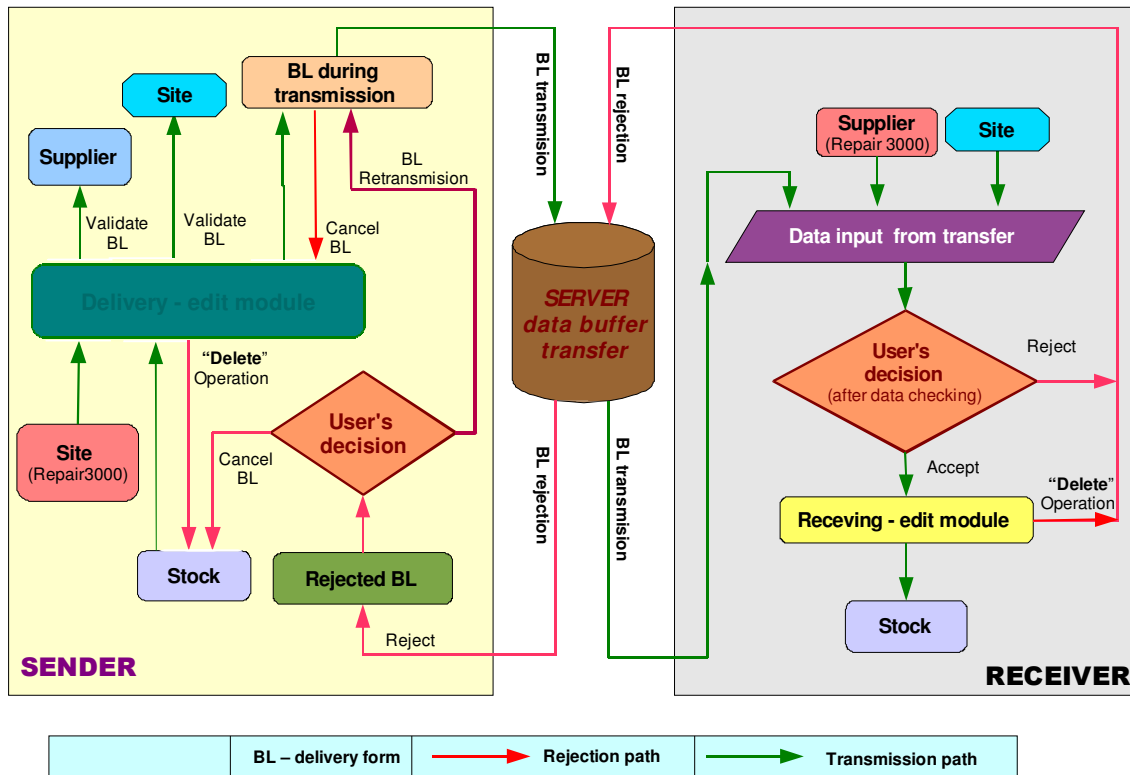 BL during
transmission
Site
Supplier
BL
Retransmision
Validate
BL
Validate
BL
Cancel
BL
Delivery - edit module
“Delete”
Operation
User's
decision
Site
(Repair3000)
Cancel
BL
Stock
Rejected BL
Reject
SENDER
BL transmision
BL rejection
SERVER
data buffer
transfer
BL rejection
BL transmision
Supplier
(Repair 3000)
Site
Data input from transfer
User's
decision
(after data checking)
Reject
Accept
“Delete”
Operation
Receving - edit module
Stock
RECEIVER
BL – delivery form
Rejection path
Transmission path